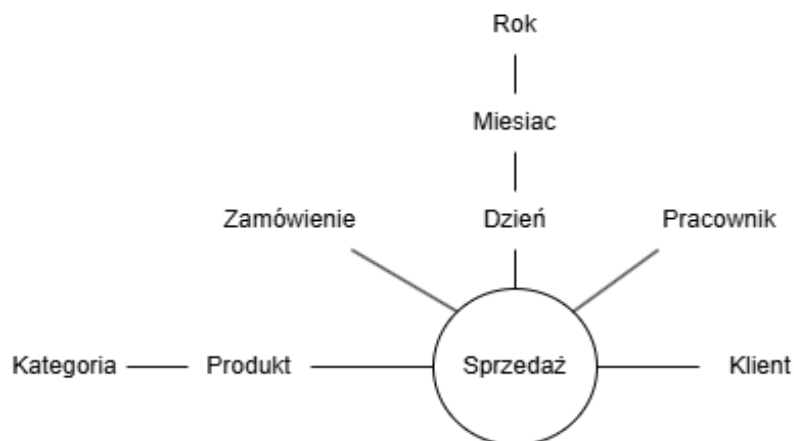 Rok
Miesiac
Zamówienie Dzień Pracownik
Kategoria Produkt Sprzedaż Klient